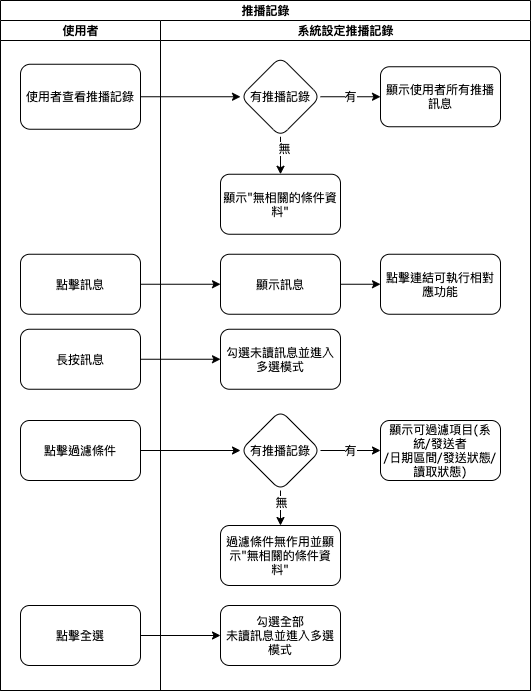 推播記錄
使用者
系統設定推播記錄
使用者查看推播記錄
有推播記錄
有
顯示使用者所有推播
訊息
無
顯示"無相關的條件資
料"
點擊訊息
顯示訊息
點擊連結可執行相對
應功能
長按訊息
勾選未讀訊息並進入
多選模式
點擊過濾條件
有推播記錄
有
顯示可過濾項目(系
統/發送者
/日期區間/發送狀態/
讀取狀態)
無
過濾條件無作用並顯
示"無相關的條件資
料"
點擊全選
勾選全部
未讀訊息並進入多選
模式